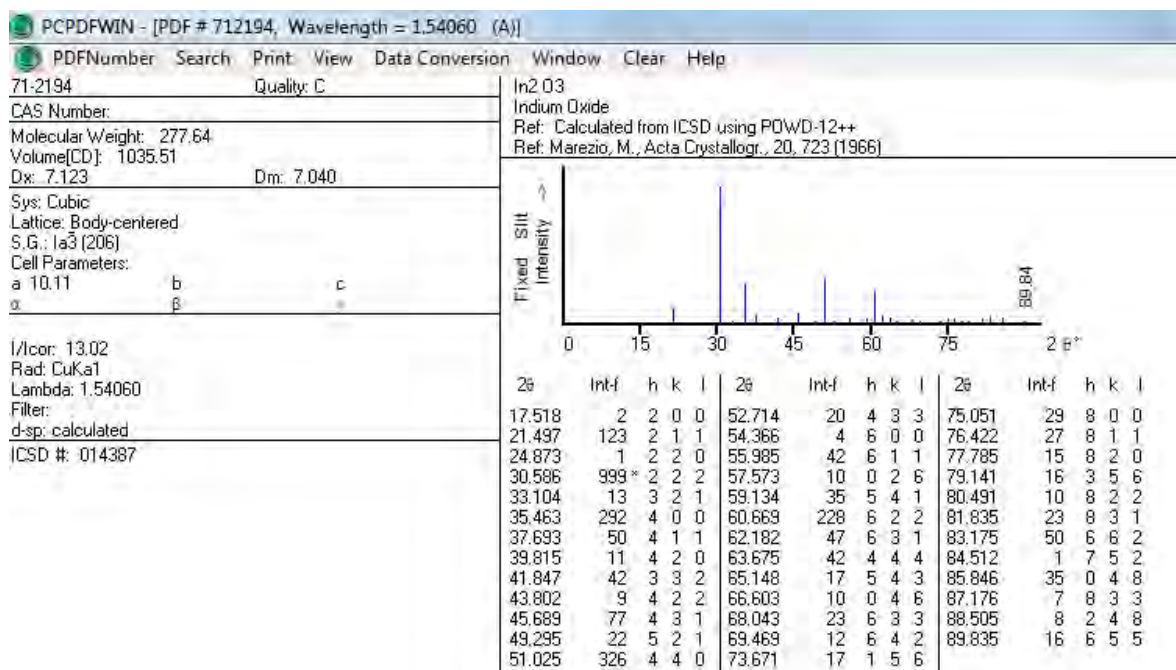 PCPDFWIN - [PDF # 712194, Wavelength = 1.54060 (A)]
PDFNumber Search Print View Data Conversion Window Clear Help
71-2194 Quality: C
CAS Number:
Molecular Weight: 277.64
Volume[CD]: 1035.51
Dx: 7.123 Dm: 7.040
Sys: Cubic
Lattice: Body-centered
S.G.: Ia3̄ (206)
Cell Parameters:
a 10.11 b c
α β
I/Icor: 13.02
Rad: CuKa1
Lambda: 1.54060
Filter:
d-sp: calculated
ICSD #: 014387
In2 O3
Indium Oxide
Ref: Calculated from ICSD using POWD-12++
Ref: Marezio, M., Acta Crystallogr., 20, 723 (1966)
Fixed Slit
Intensity ->
89.84
0 15 30 45 60 75 2 θ°
2θ Int-f h k l 2θ Int-f h k l 2θ Int-f h k l
17.518 2 2 0 0 52.714 20 4 3 3 75.051 29 8 0 0
21.497 123 2 1 1 54.366 4 6 0 0 76.422 27 8 1 1
24.873 1 2 2 0 55.985 42 6 1 1 77.785 15 8 2 0
30.586 999* 2 2 2 57.573 10 0 2 6 79.141 16 3 5 6
33.104 13 3 2 1 59.134 35 5 4 1 80.491 10 8 2 2
35.463 292 4 0 0 60.669 228 6 2 2 81.835 23 8 3 1
37.693 50 4 1 1 62.182 47 6 3 1 83.175 50 6 6 2
39.815 11 4 2 0 63.675 42 4 4 4 84.512 1 7 5 2
41.847 42 3 3 2 65.148 17 5 4 3 85.846 35 0 4 8
43.802 9 4 2 2 66.603 10 0 4 6 87.176 7 8 3 3
45.689 77 4 3 1 68.043 23 6 3 3 88.505 8 2 4 8
49.295 22 5 2 1 69.469 12 6 4 2 89.835 16 6 5 5
51.025 326 4 4 0 73.671 17 1 5 6